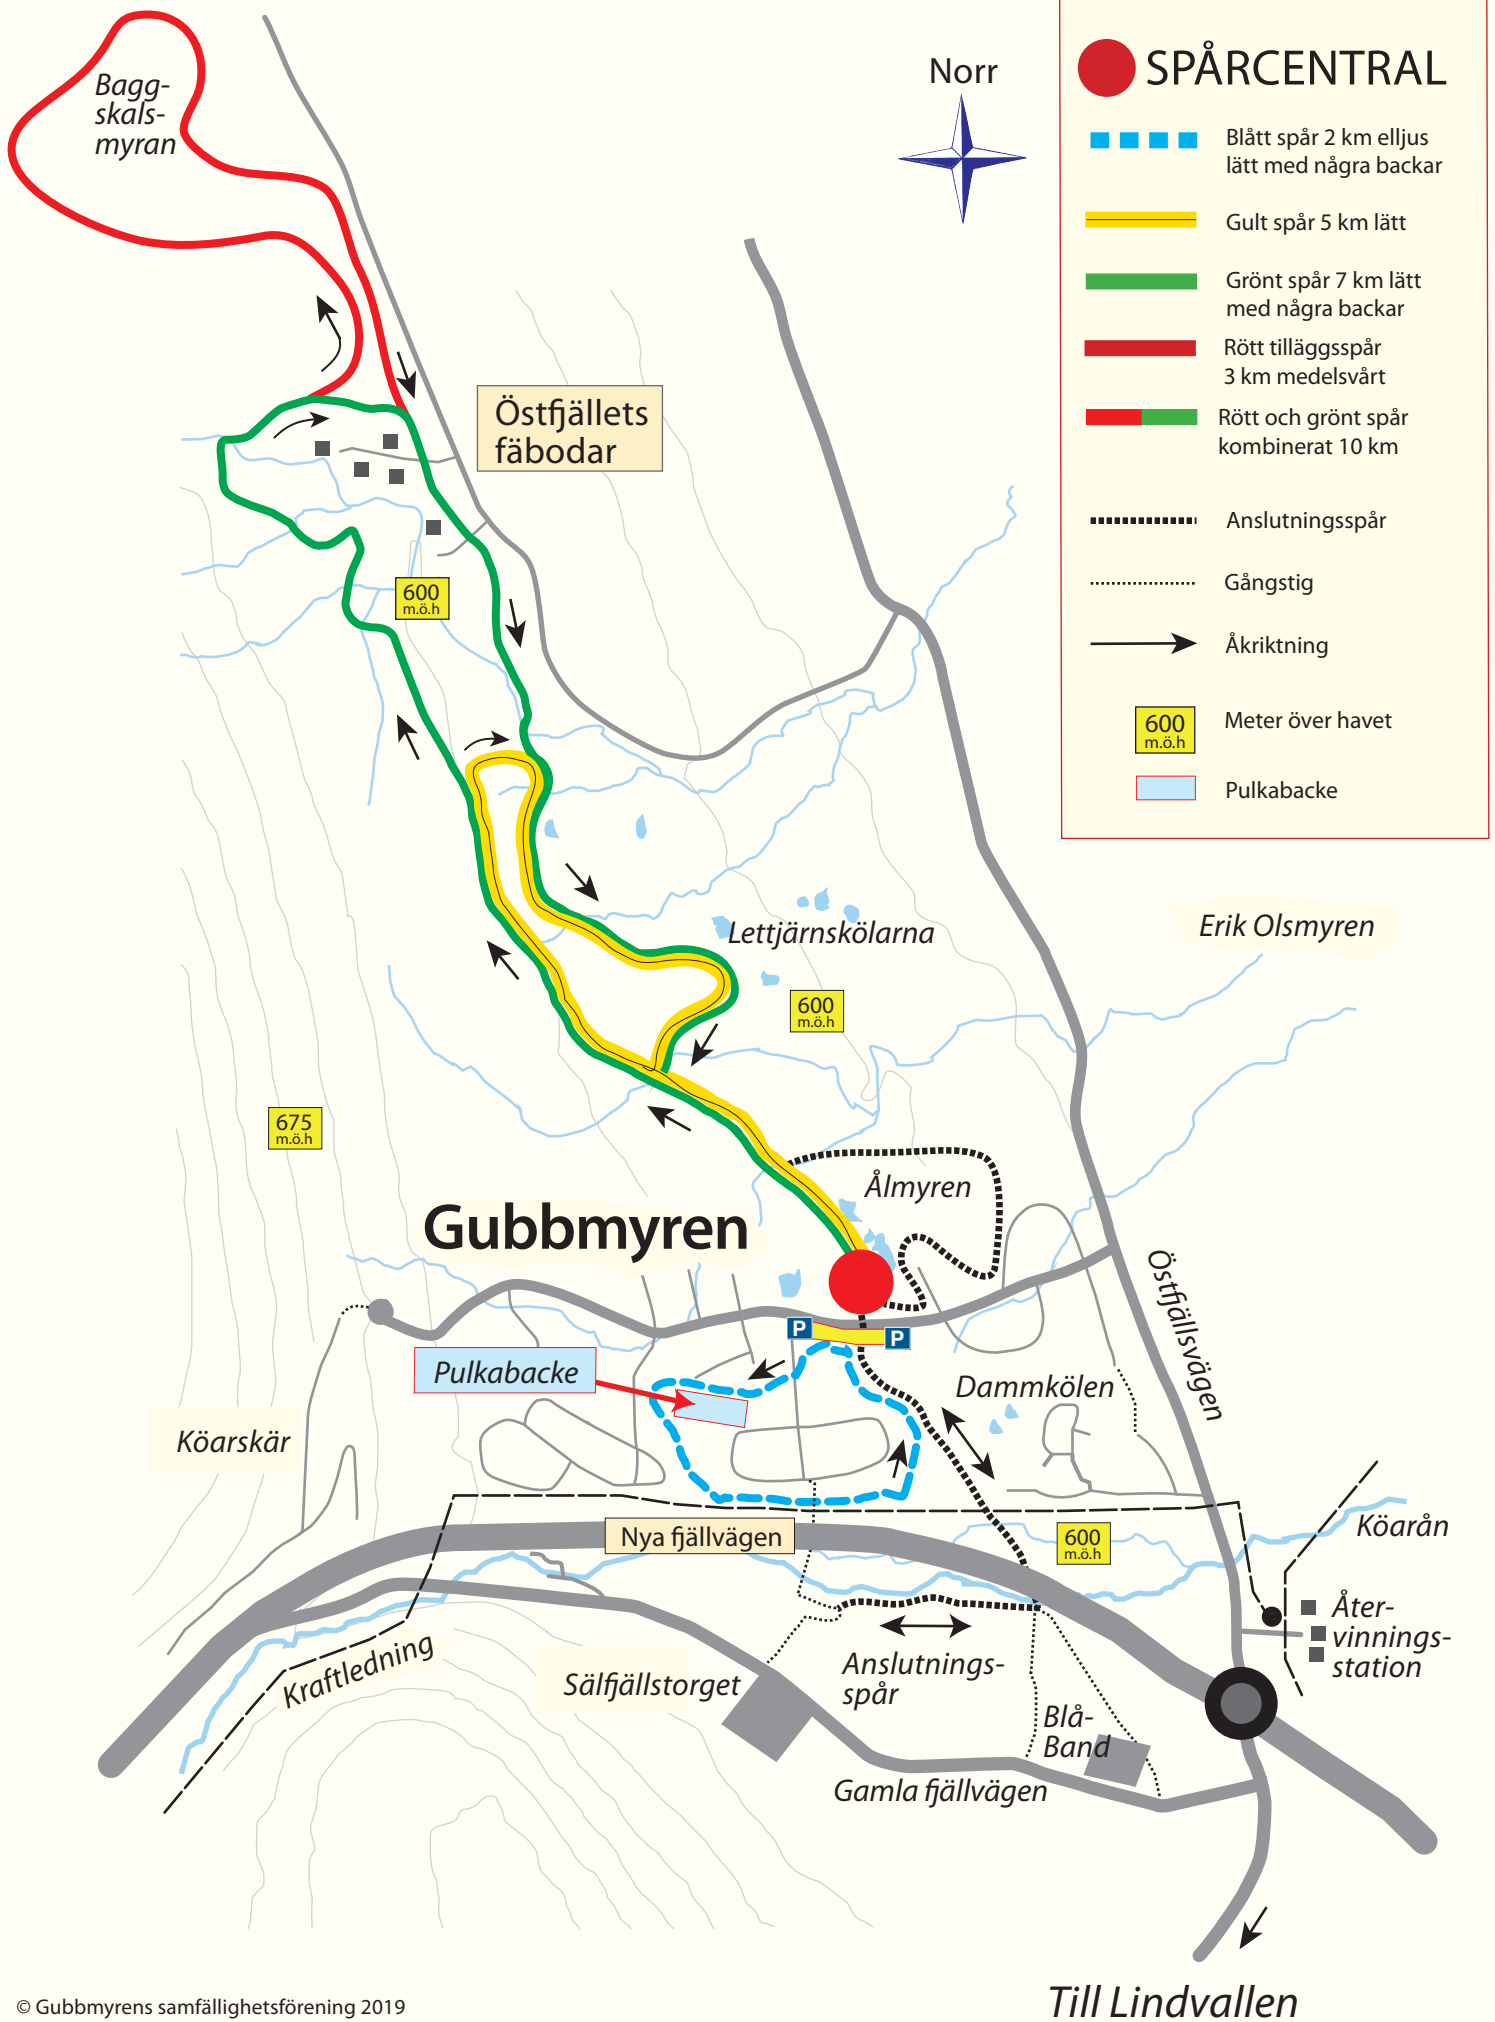 Norr
SPÅRCENTRAL
Blått spår 2 km elljus
lätt med några backar
Gult spår 5 km lätt
Grönt spår 7 km lätt
med några backar
Rött tilläggsspår
3 km medelsvårt
Rött och grönt spår
kombinerat 10 km
Anslutningsspår
Gångstig
Åkriktning
600
m.ö.h
Meter över havet
Pulkabacke
Bagg-
skals-
myran
Östfjällets
fäbodar
600
m.ö.h
Lettjärnskölarna
Erik Olsmyren
600
m.ö.h
675
m.ö.h
Ålmyren
Gubbmyren
Östfjällsvägen
P
P
Pulkabacke
Dammkölen
Köarskär
Nya fjällvägen
600
m.ö.h
Köarån
Åter-
vinnings-
station
Kraftledning
Sälfjällstorget
Anslutnings-
spår
Blå-
Band
Gamla fjällvägen
Till Lindvallen
© Gubbmyrens samfällighetsförening 2019